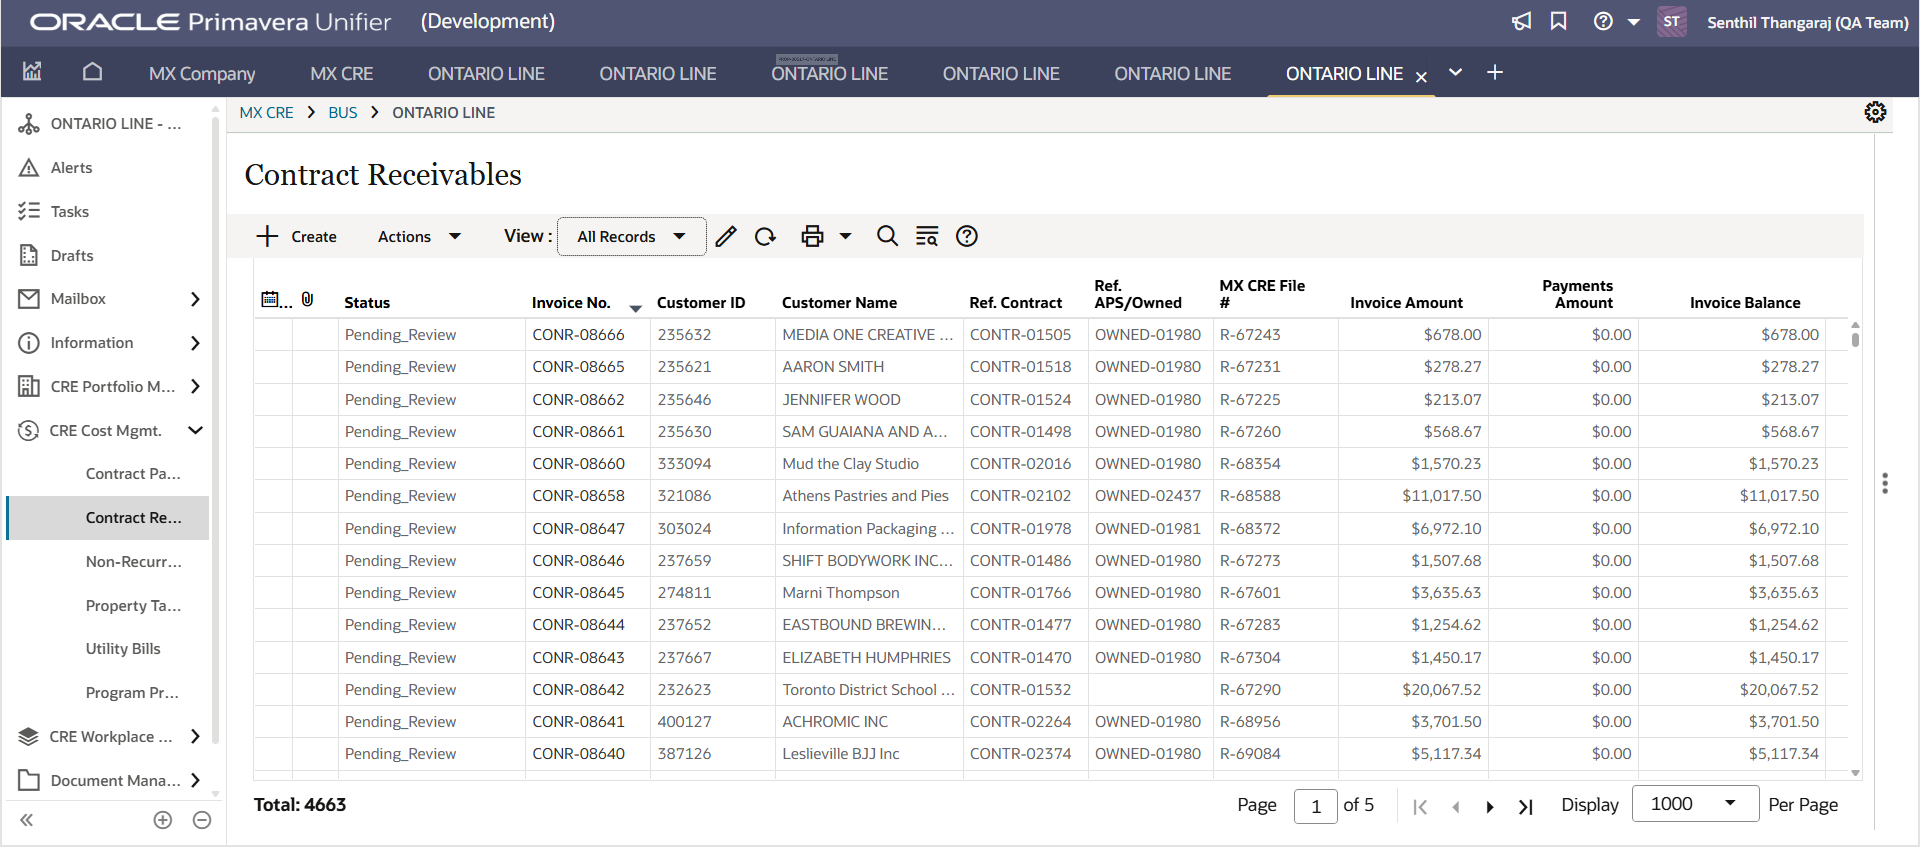 ORACLE Primavera Unifier (Development) ST Senthil Thangaraj (QA Team)
MX Company MX CRE ONTARIO LINE ONTARIO LINE ONTARIO LINE ONTARIO LINE ONTARIO LINE ONTARIO LINE
MX CRE > BUS > ONTARIO LINE
ONTARIO LINE - ...
Alerts
Tasks
Drafts
Mailbox
Information
CRE Portfolio M...
CRE Cost Mgmt.
Contract Pa...
Contract Re...
Non-Recurr...
Property Ta...
Utility Bills
Program Pr...
CRE Workplace ...
Document Mana...
Contract Receivables
Create Actions View : All Records
... Status Invoice No. Customer ID Customer Name Ref. Contract Ref. APS/Owned MX CRE File # Invoice Amount Payments Amount Invoice Balance
Pending_Review CONR-08666 235632 MEDIA ONE CREATIVE ... CONTR-01505 OWNED-01980 R-67243 $678.00 $0.00 $678.00
Pending_Review CONR-08665 235621 AARON SMITH CONTR-01518 OWNED-01980 R-67231 $278.27 $0.00 $278.27
Pending_Review CONR-08662 235646 JENNIFER WOOD CONTR-01524 OWNED-01980 R-67225 $213.07 $0.00 $213.07
Pending_Review CONR-08661 235630 SAM GUAIANA AND A... CONTR-01498 OWNED-01980 R-67260 $568.67 $0.00 $568.67
Pending_Review CONR-08660 333094 Mud the Clay Studio CONTR-02016 OWNED-01980 R-68354 $1,570.23 $0.00 $1,570.23
Pending_Review CONR-08658 321086 Athens Pastries and Pies CONTR-02102 OWNED-02437 R-68588 $11,017.50 $0.00 $11,017.50
Pending_Review CONR-08647 303024 Information Packaging ... CONTR-01978 OWNED-01981 R-68372 $6,972.10 $0.00 $6,972.10
Pending_Review CONR-08646 237659 SHIFT BODYWORK INC... CONTR-01486 OWNED-01980 R-67273 $1,507.68 $0.00 $1,507.68
Pending_Review CONR-08645 274811 Marni Thompson CONTR-01766 OWNED-01980 R-67601 $3,635.63 $0.00 $3,635.63
Pending_Review CONR-08644 237652 EASTBOUND BREWIN... CONTR-01477 OWNED-01980 R-67283 $1,254.62 $0.00 $1,254.62
Pending_Review CONR-08643 237667 ELIZABETH HUMPHRIES CONTR-01470 OWNED-01980 R-67304 $1,450.17 $0.00 $1,450.17
Pending_Review CONR-08642 232623 Toronto District School ... CONTR-01532 R-67290 $20,067.52 $0.00 $20,067.52
Pending_Review CONR-08641 400127 ACHROMIC INC CONTR-02264 OWNED-01980 R-68956 $3,701.50 $0.00 $3,701.50
Pending_Review CONR-08640 387126 Leslieville BJJ Inc CONTR-02374 OWNED-01980 R-69084 $5,117.34 $0.00 $5,117.34
Total: 4663 Page 1 of 5 Display 1000 Per Page